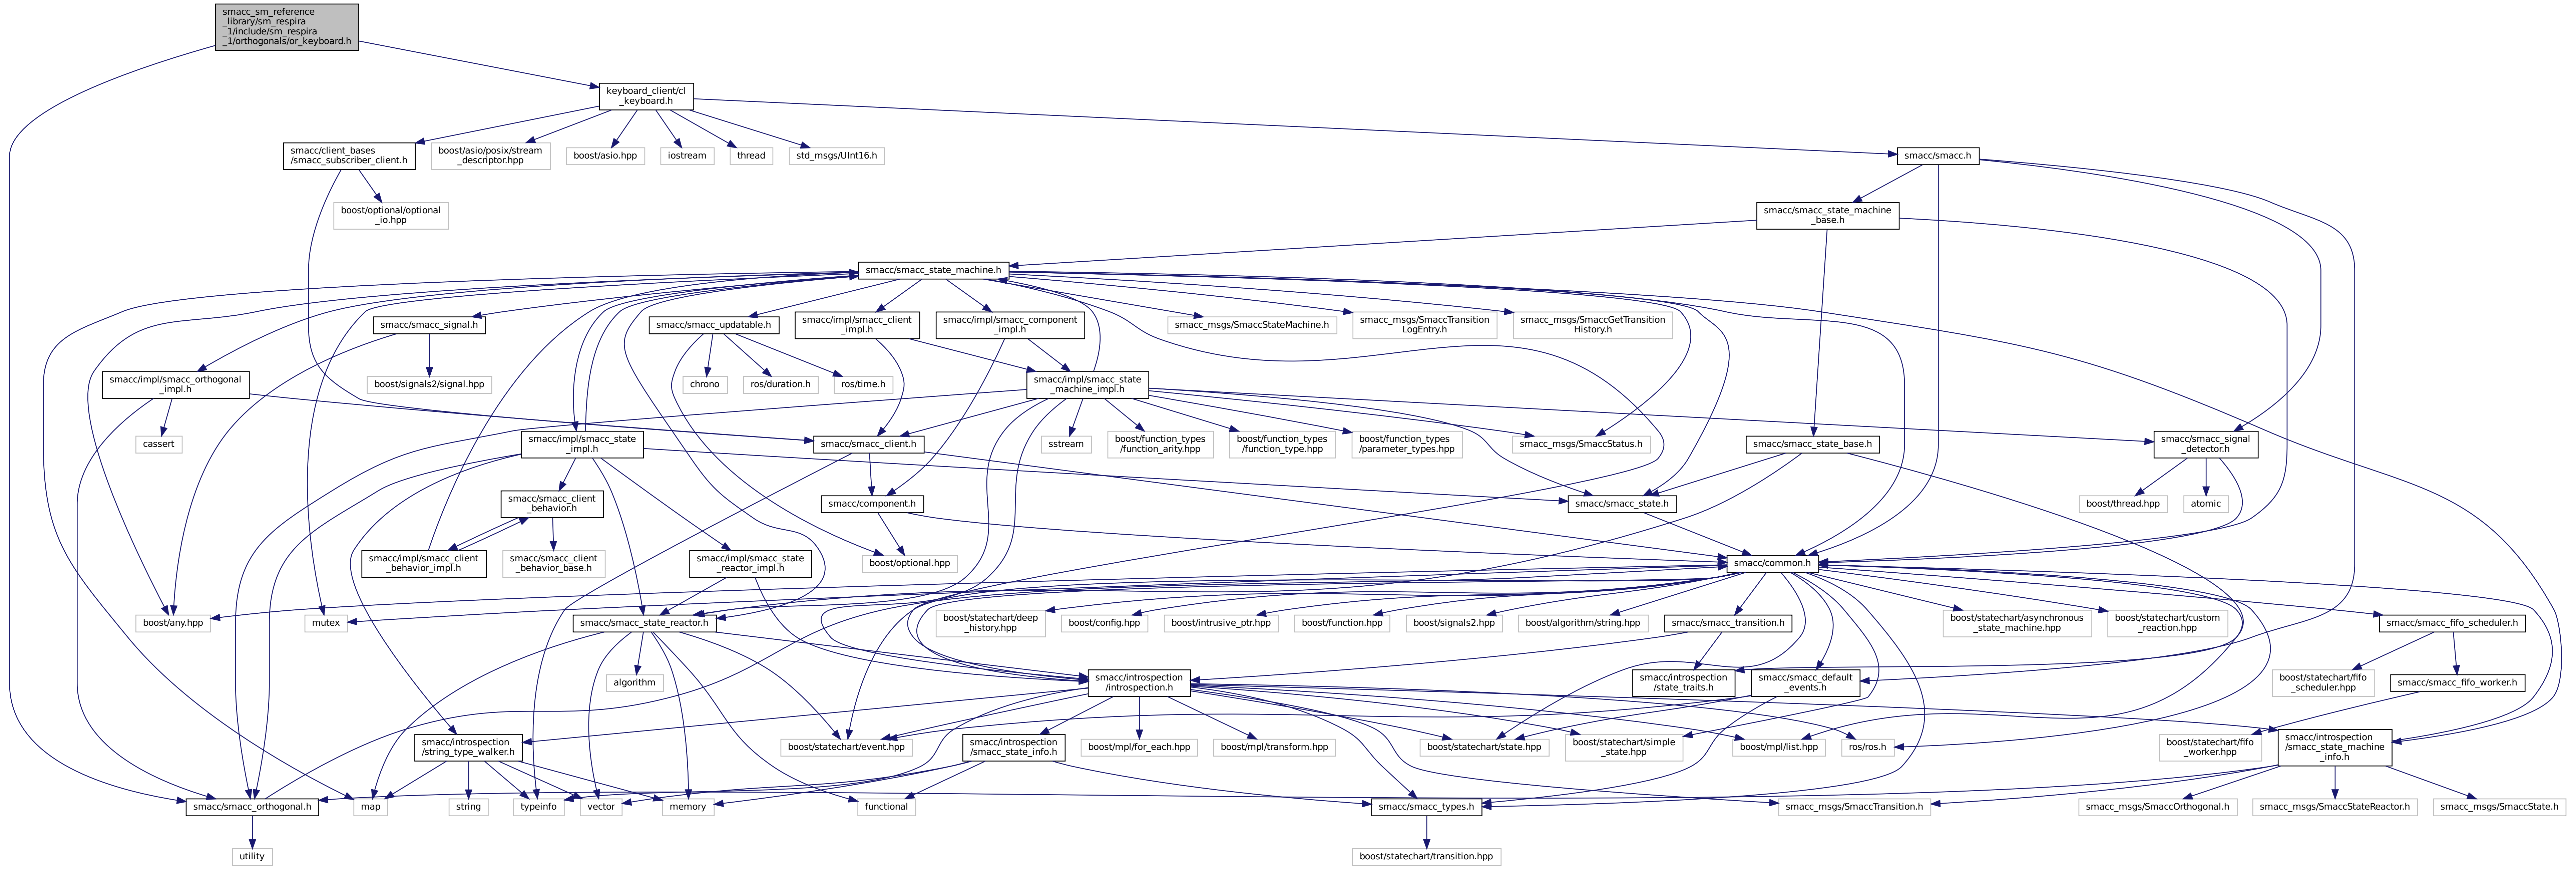 smacc_sm_reference
_library/sm_respira
_1/include/sm_respira
_1/orthogonals/or_keyboard.h
keyboard_client/cl
_keyboard.h
smacc/client_bases
/smacc_subscriber_client.h
boost/asio/posix/stream
_descriptor.hpp
boost/asio.hpp
iostream
thread
std_msgs/UInt16.h
smacc/smacc.h
boost/optional/optional
_io.hpp
smacc/smacc_state_machine
_base.h
smacc/smacc_state_machine.h
smacc/smacc_signal.h
smacc/smacc_updatable.h
smacc/impl/smacc_client
_impl.h
smacc/impl/smacc_component
_impl.h
smacc_msgs/SmaccStateMachine.h
smacc_msgs/SmaccTransition
LogEntry.h
smacc_msgs/SmaccGetTransition
History.h
smacc/impl/smacc_orthogonal
_impl.h
boost/signals2/signal.hpp
chrono
ros/duration.h
ros/time.h
smacc/impl/smacc_state
_machine_impl.h
cassert
smacc/impl/smacc_state
_impl.h
smacc/smacc_client.h
sstream
boost/function_types
/function_arity.hpp
boost/function_types
/function_type.hpp
boost/function_types
/parameter_types.hpp
smacc_msgs/SmaccStatus.h
smacc/smacc_state_base.h
smacc/smacc_signal
_detector.h
smacc/smacc_client
_behavior.h
smacc/component.h
smacc/smacc_state.h
boost/thread.hpp
atomic
smacc/impl/smacc_client
_behavior_impl.h
smacc/smacc_client
_behavior_base.h
smacc/impl/smacc_state
_reactor_impl.h
boost/optional.hpp
smacc/common.h
boost/any.hpp
mutex
smacc/smacc_state_reactor.h
boost/statechart/deep
_history.hpp
boost/config.hpp
boost/intrusive_ptr.hpp
boost/function.hpp
boost/signals2.hpp
boost/algorithm/string.hpp
smacc/smacc_transition.h
boost/statechart/asynchronous
_state_machine.hpp
boost/statechart/custom
_reaction.hpp
smacc/smacc_fifo_scheduler.h
algorithm
smacc/introspection
/introspection.h
smacc/introspection
/state_traits.h
smacc/smacc_default
_events.h
boost/statechart/fifo
_scheduler.hpp
smacc/smacc_fifo_worker.h
smacc/introspection
/string_type_walker.h
boost/statechart/event.hpp
smacc/introspection
/smacc_state_info.h
boost/mpl/for_each.hpp
boost/mpl/transform.hpp
boost/statechart/state.hpp
boost/statechart/simple
_state.hpp
boost/mpl/list.hpp
ros/ros.h
boost/statechart/fifo
_worker.hpp
smacc/introspection
/smacc_state_machine
_info.h
smacc/smacc_orthogonal.h
map
string
typeinfo
vector
memory
functional
smacc/smacc_types.h
smacc_msgs/SmaccTransition.h
smacc_msgs/SmaccOrthogonal.h
smacc_msgs/SmaccStateReactor.h
smacc_msgs/SmaccState.h
utility
boost/statechart/transition.hpp